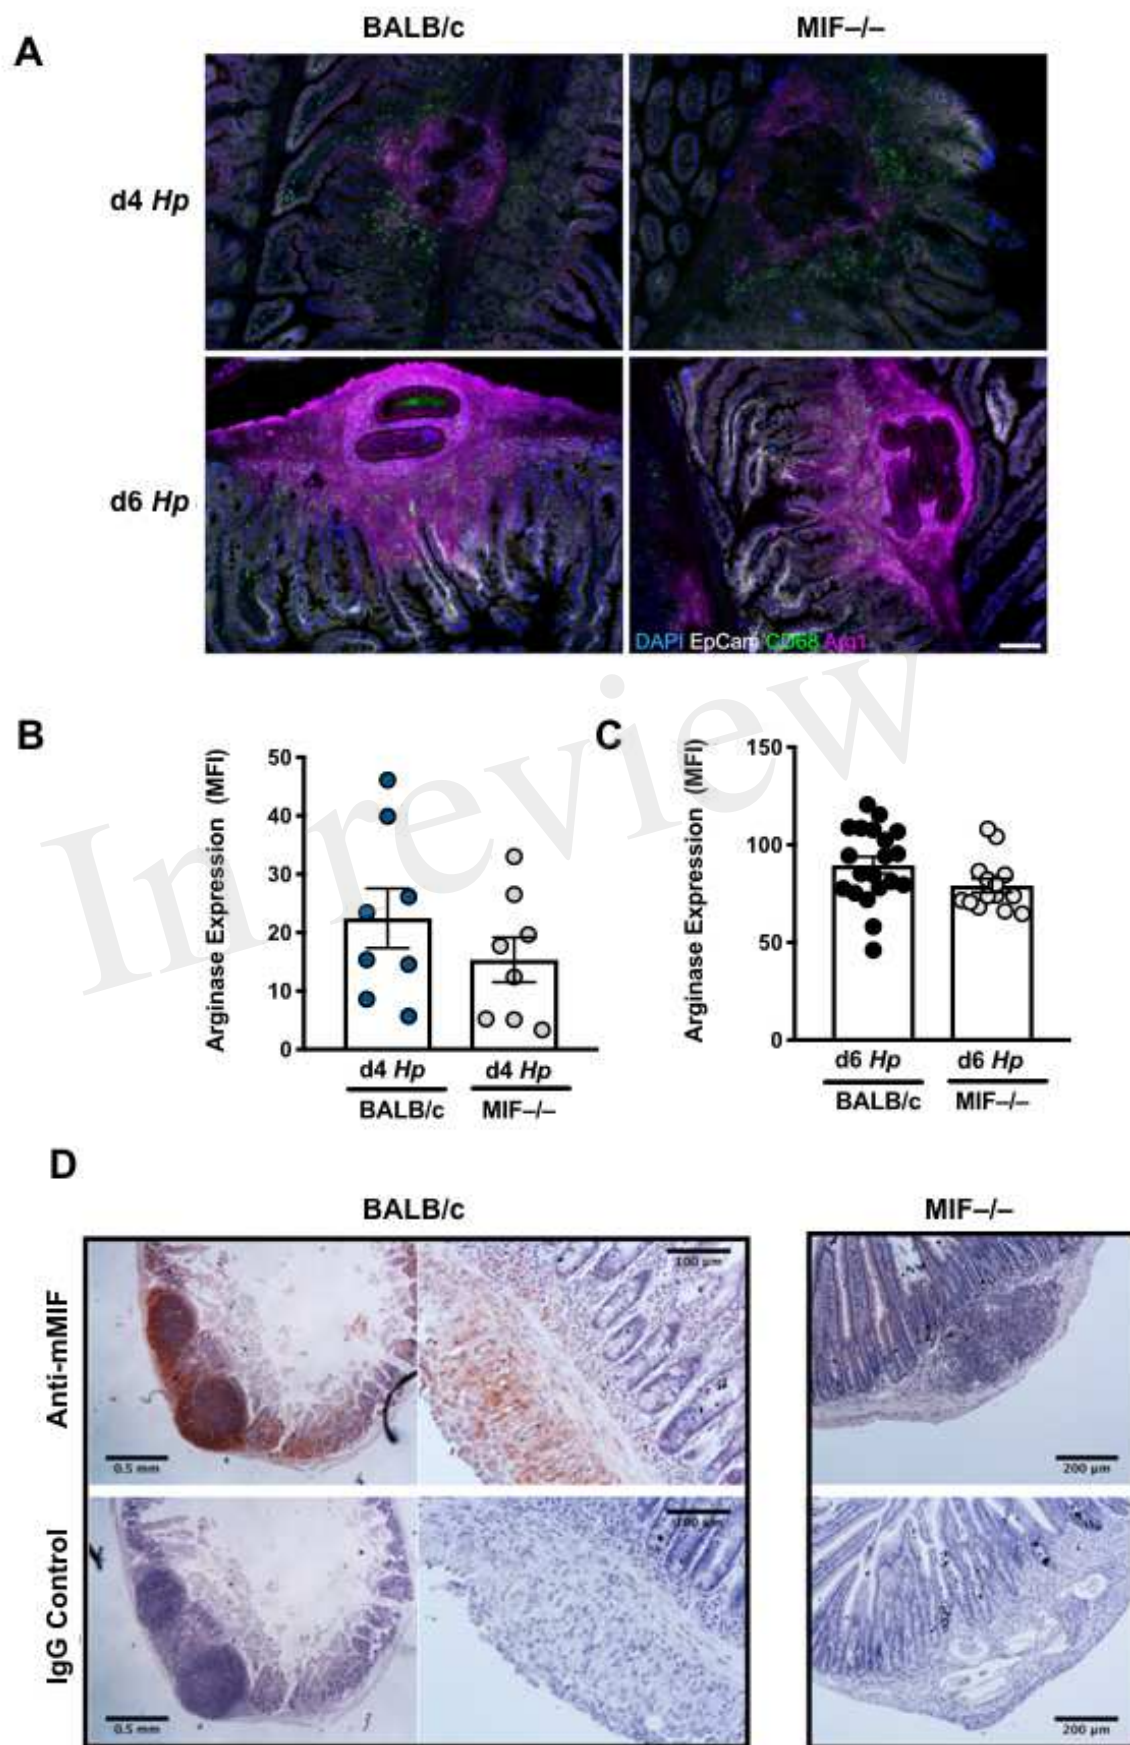 BALB/c MIF–/–
A
d4 Hp
d6 Hp
DAPI EpCam CD68 Arg1
In review
B
Arginase Expression (MFI)
50
40
30
20
10
0
d4 Hp d4 Hp
BALB/c MIF–/–
C
Arginase Expression (MFI)
150
100
50
0
d6 Hp d6 Hp
BALB/c MIF–/–
D
BALB/c MIF–/–
Anti-mMIF
0.5 mm
100 µm
200 µm
IgG Control
0.5 mm
100 µm
200 µm
3